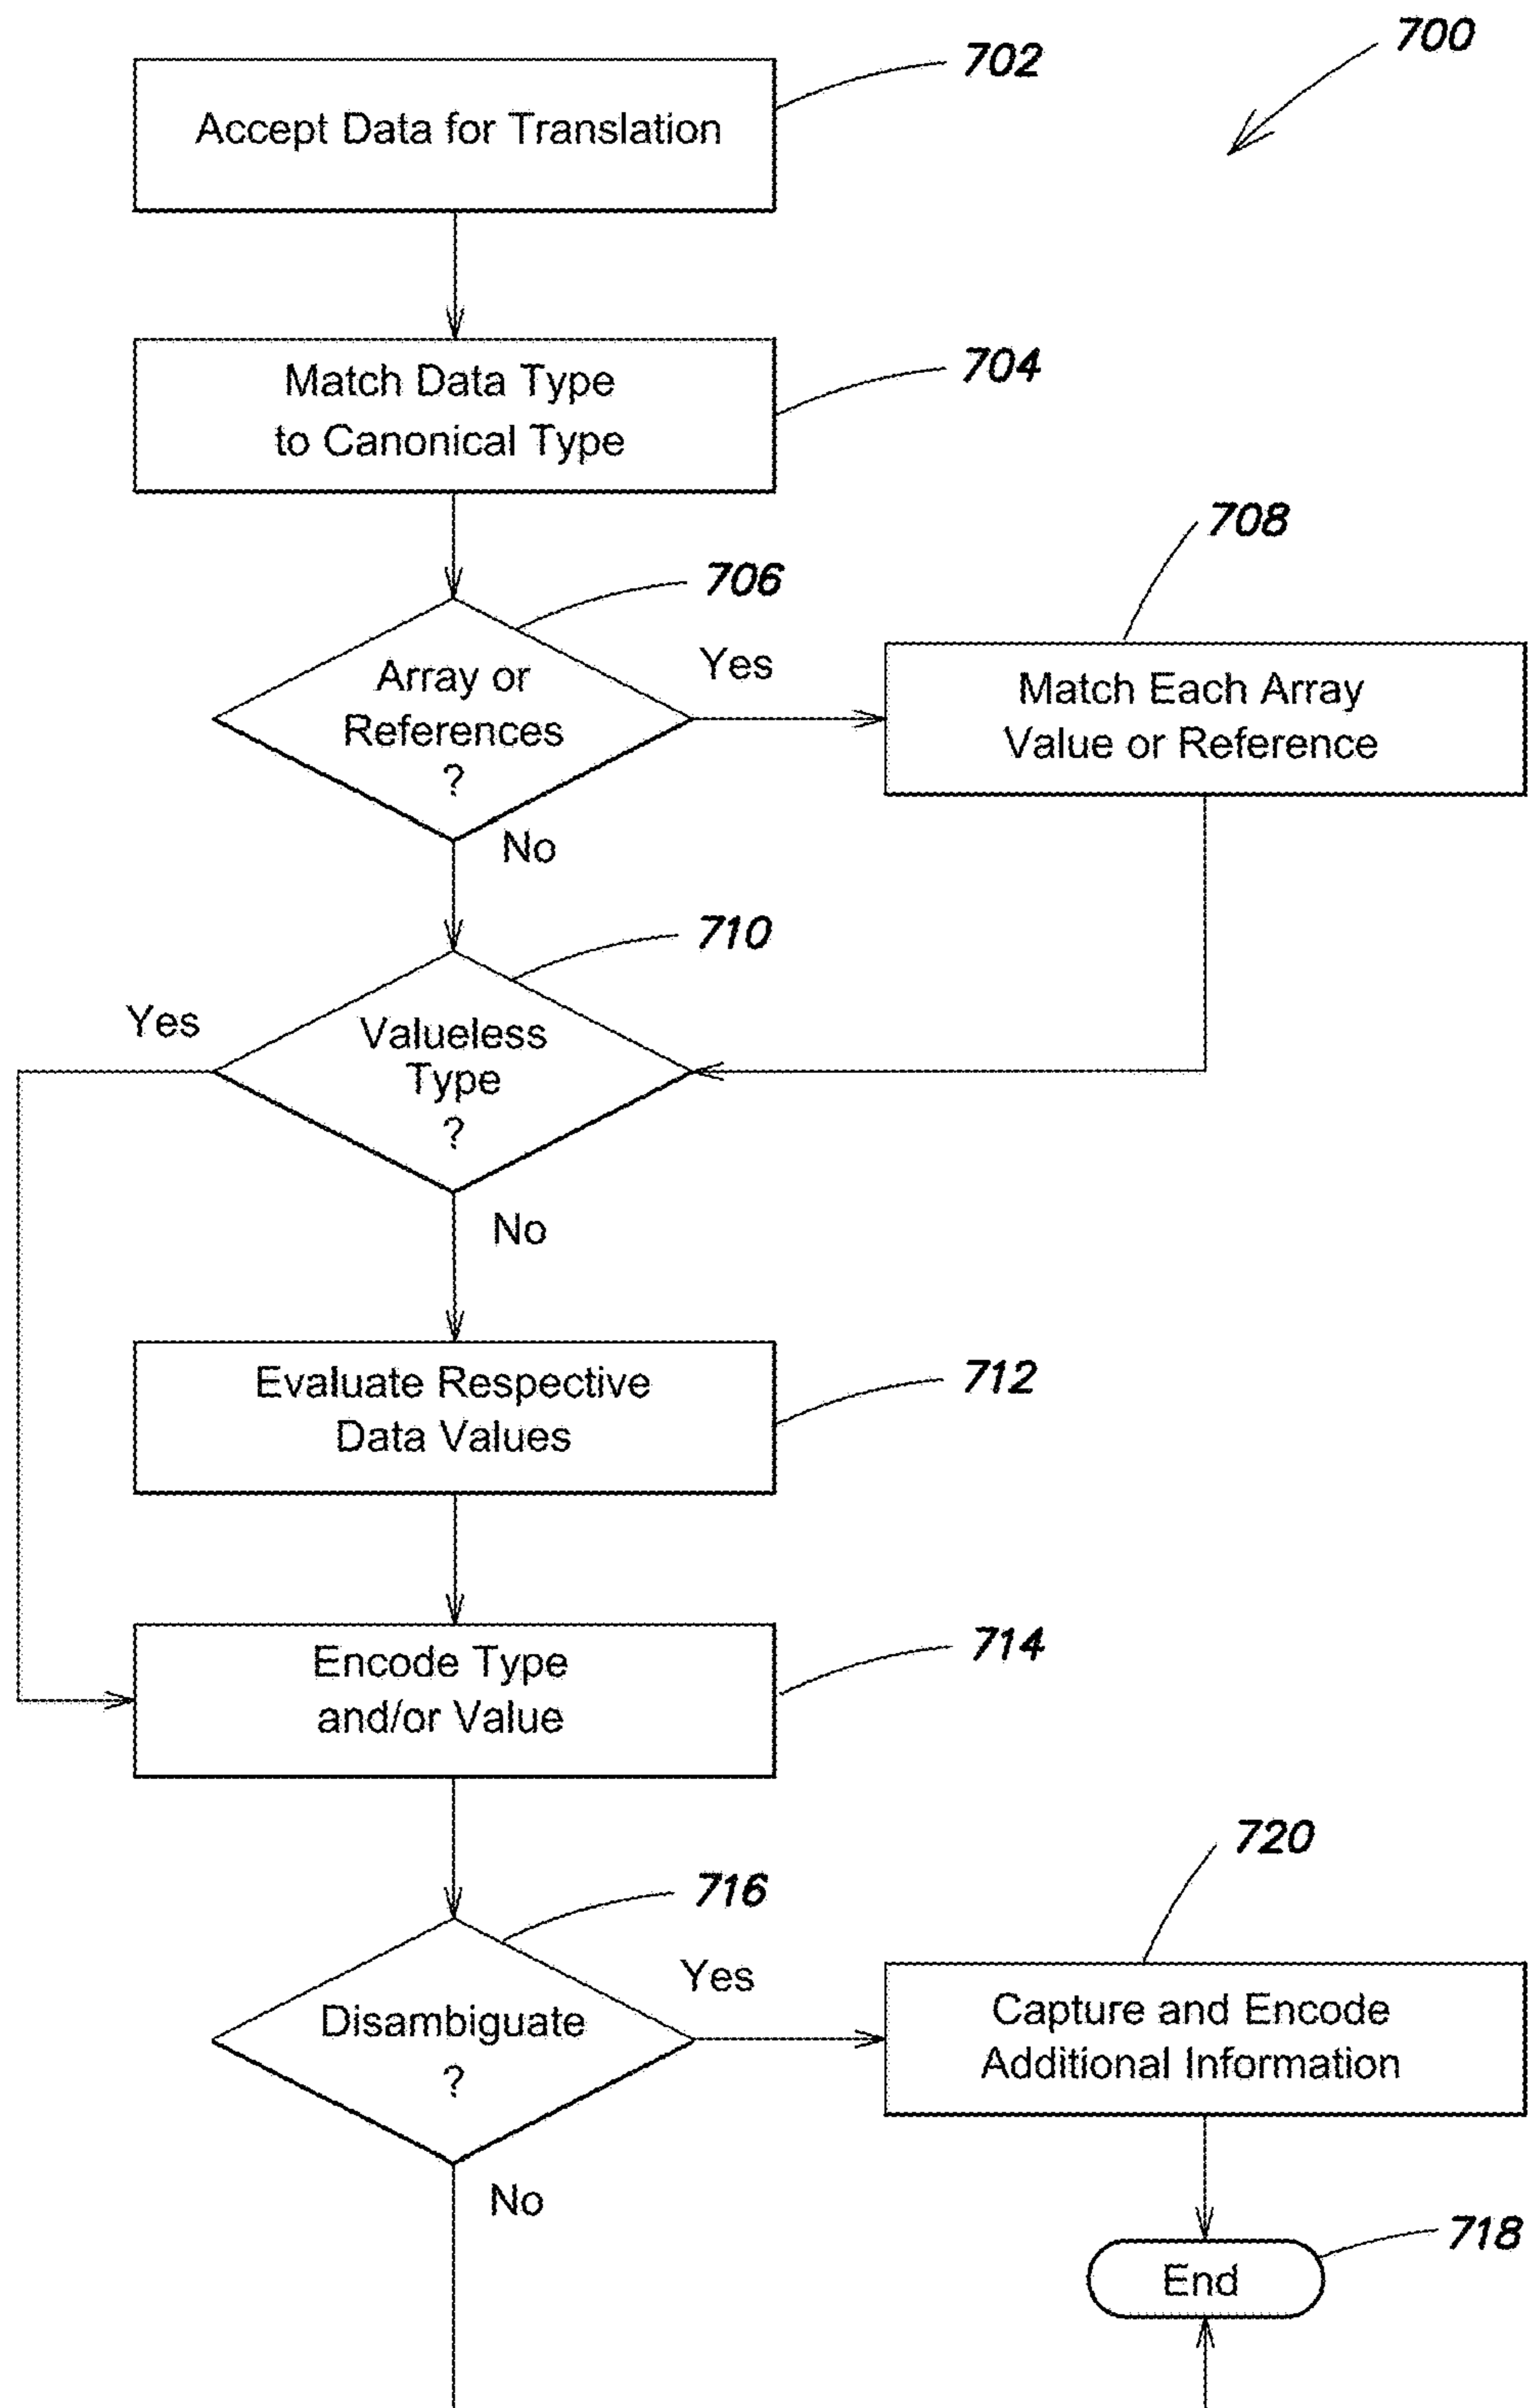 700
702
Accept Data for Translation
704
Match Data Type
to Canonical Type
706
708
Array or
References
?
Yes
Match Each Array
Value or Reference
No
710
Yes
Valueless
Type
?
No
712
Evaluate Respective
Data Values
714
Encode Type
and/or Value
716
720
Disambiguate
?
Yes
Capture and Encode
Additional Information
No
718
End